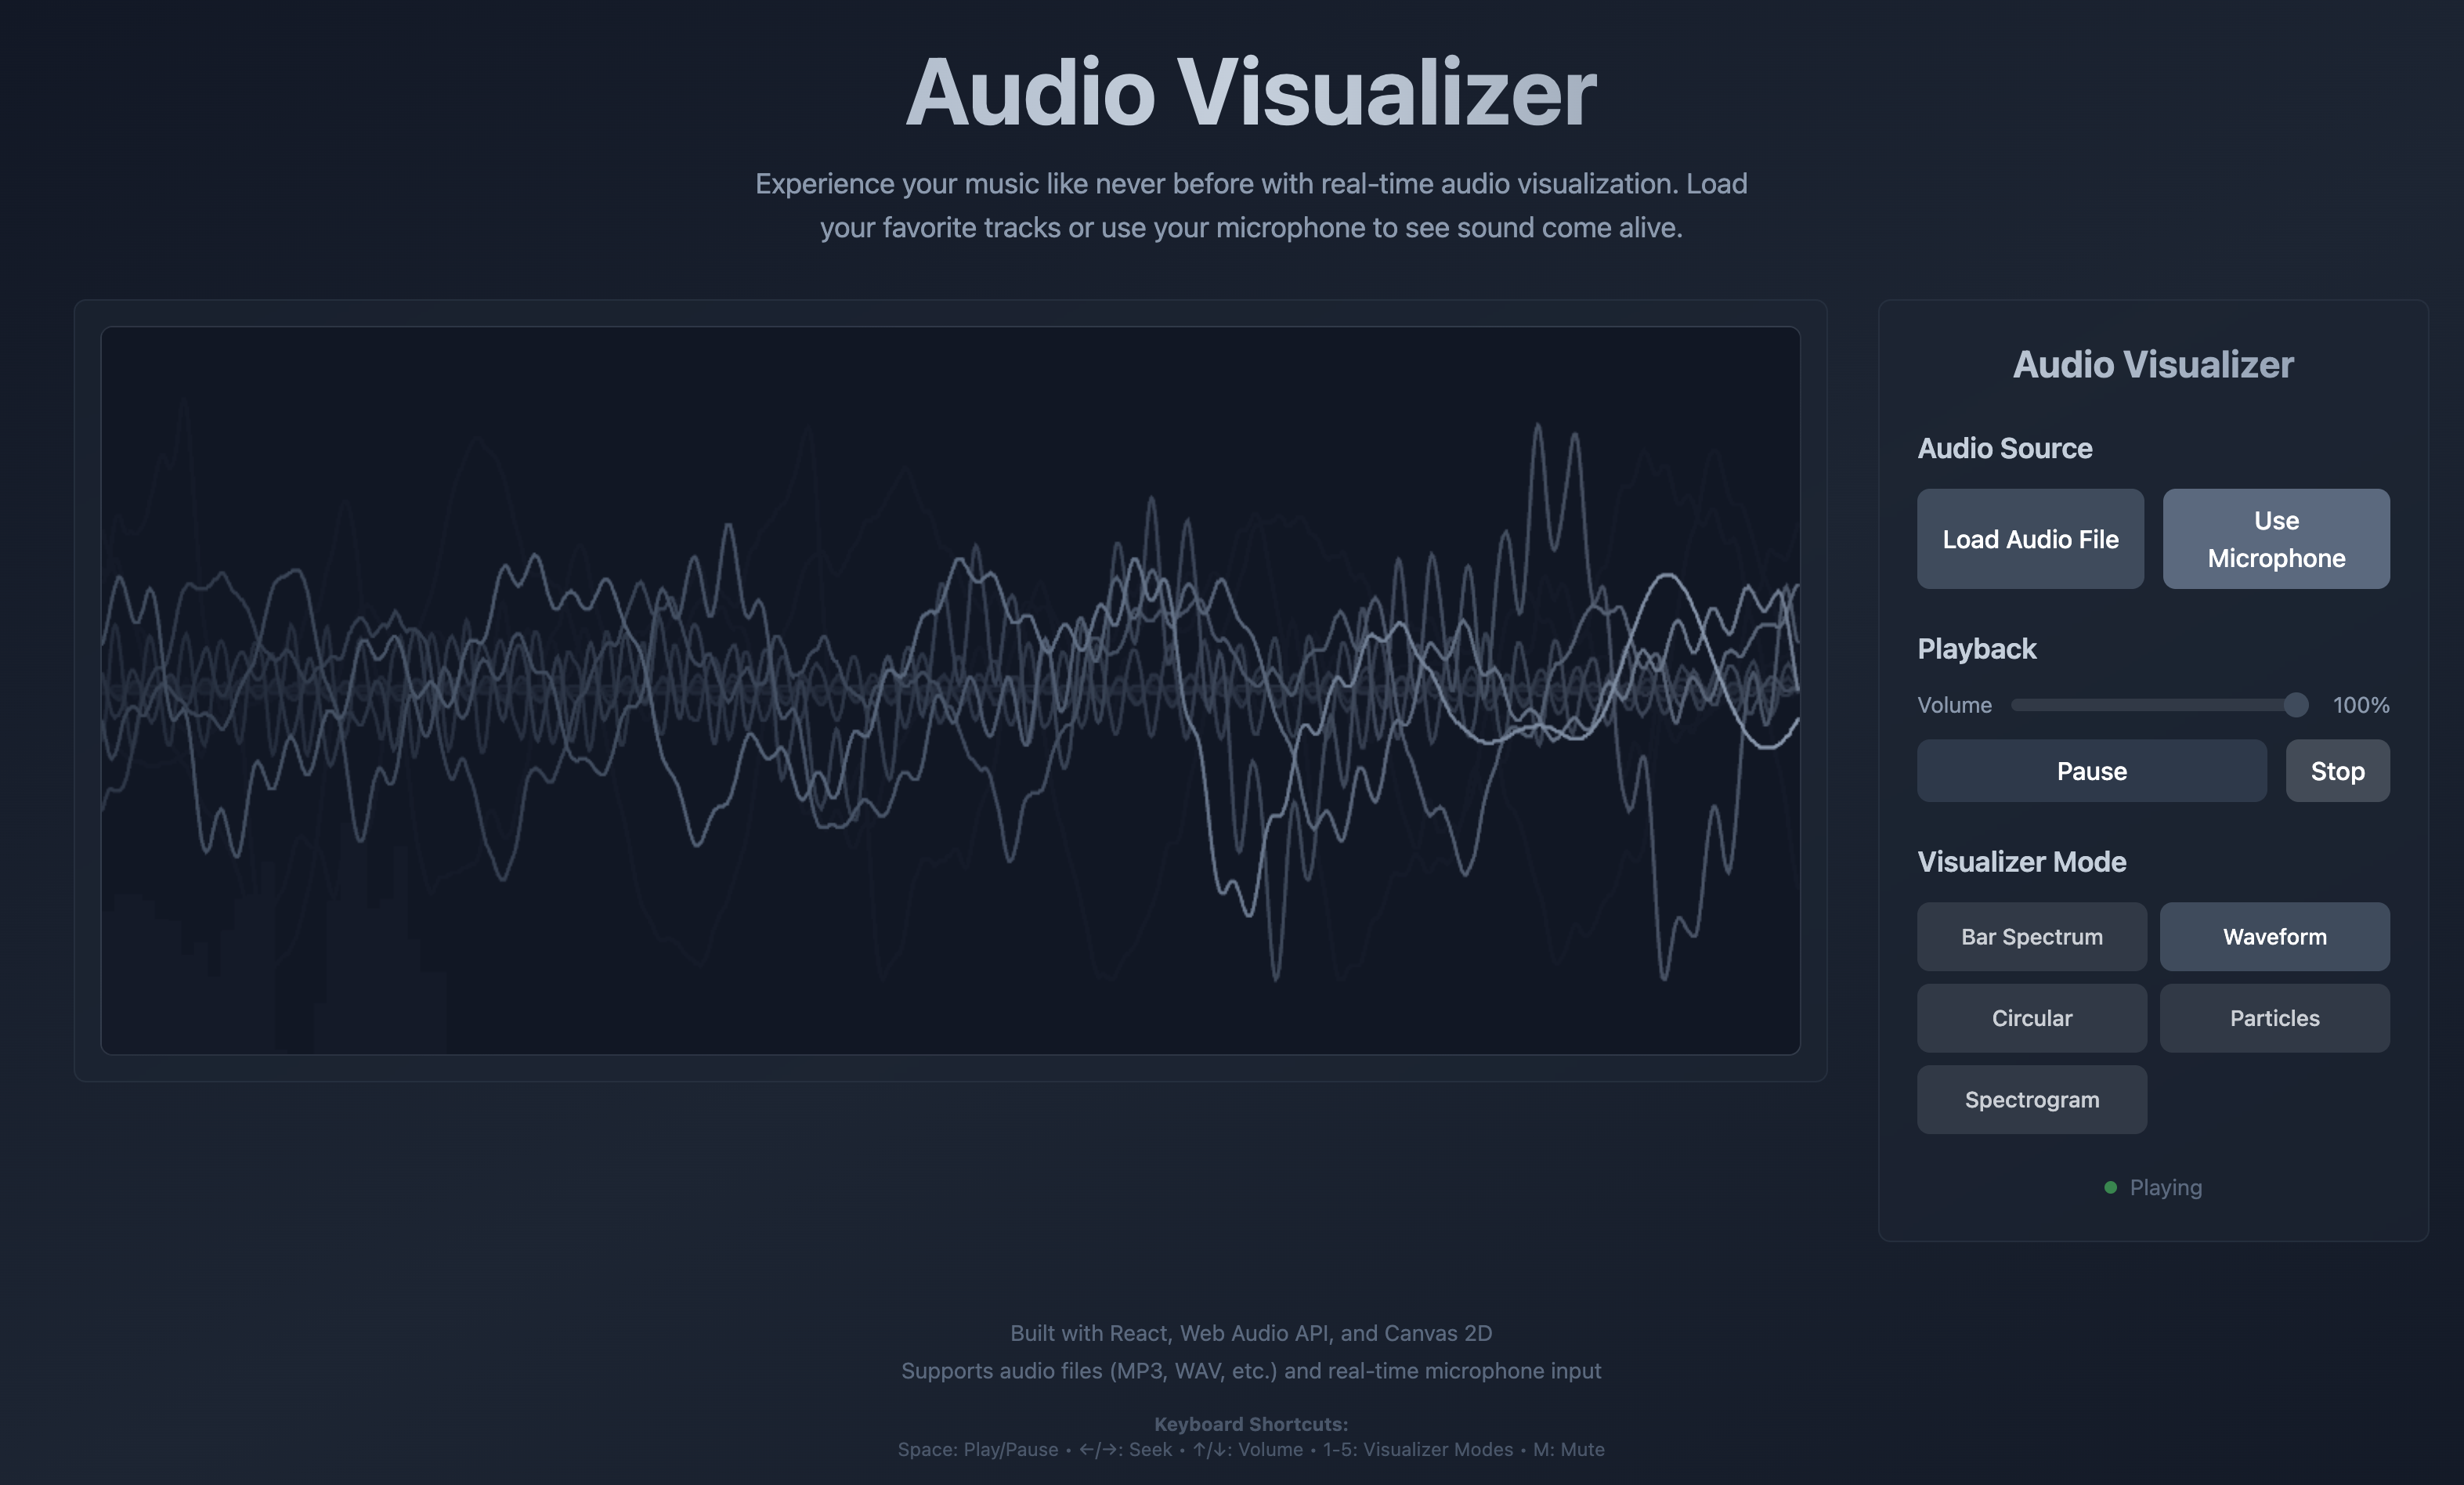 Audio Visualizer
Experience your music like never before with real-time audio visualization. Load
your favorite tracks or use your microphone to see sound come alive.
Audio Visualizer
Audio Source
Load Audio File
Use
Microphone
Playback
Volume 100%
Pause Stop
Visualizer Mode
Bar Spectrum Waveform
Circular Particles
Spectrogram
Playing
Built with React, Web Audio API, and Canvas 2D
Supports audio files (MP3, WAV, etc.) and real-time microphone input
Keyboard Shortcuts:
Space: Play/Pause • ←/→: Seek • ↑/↓: Volume • 1-5: Visualizer Modes • M: Mute